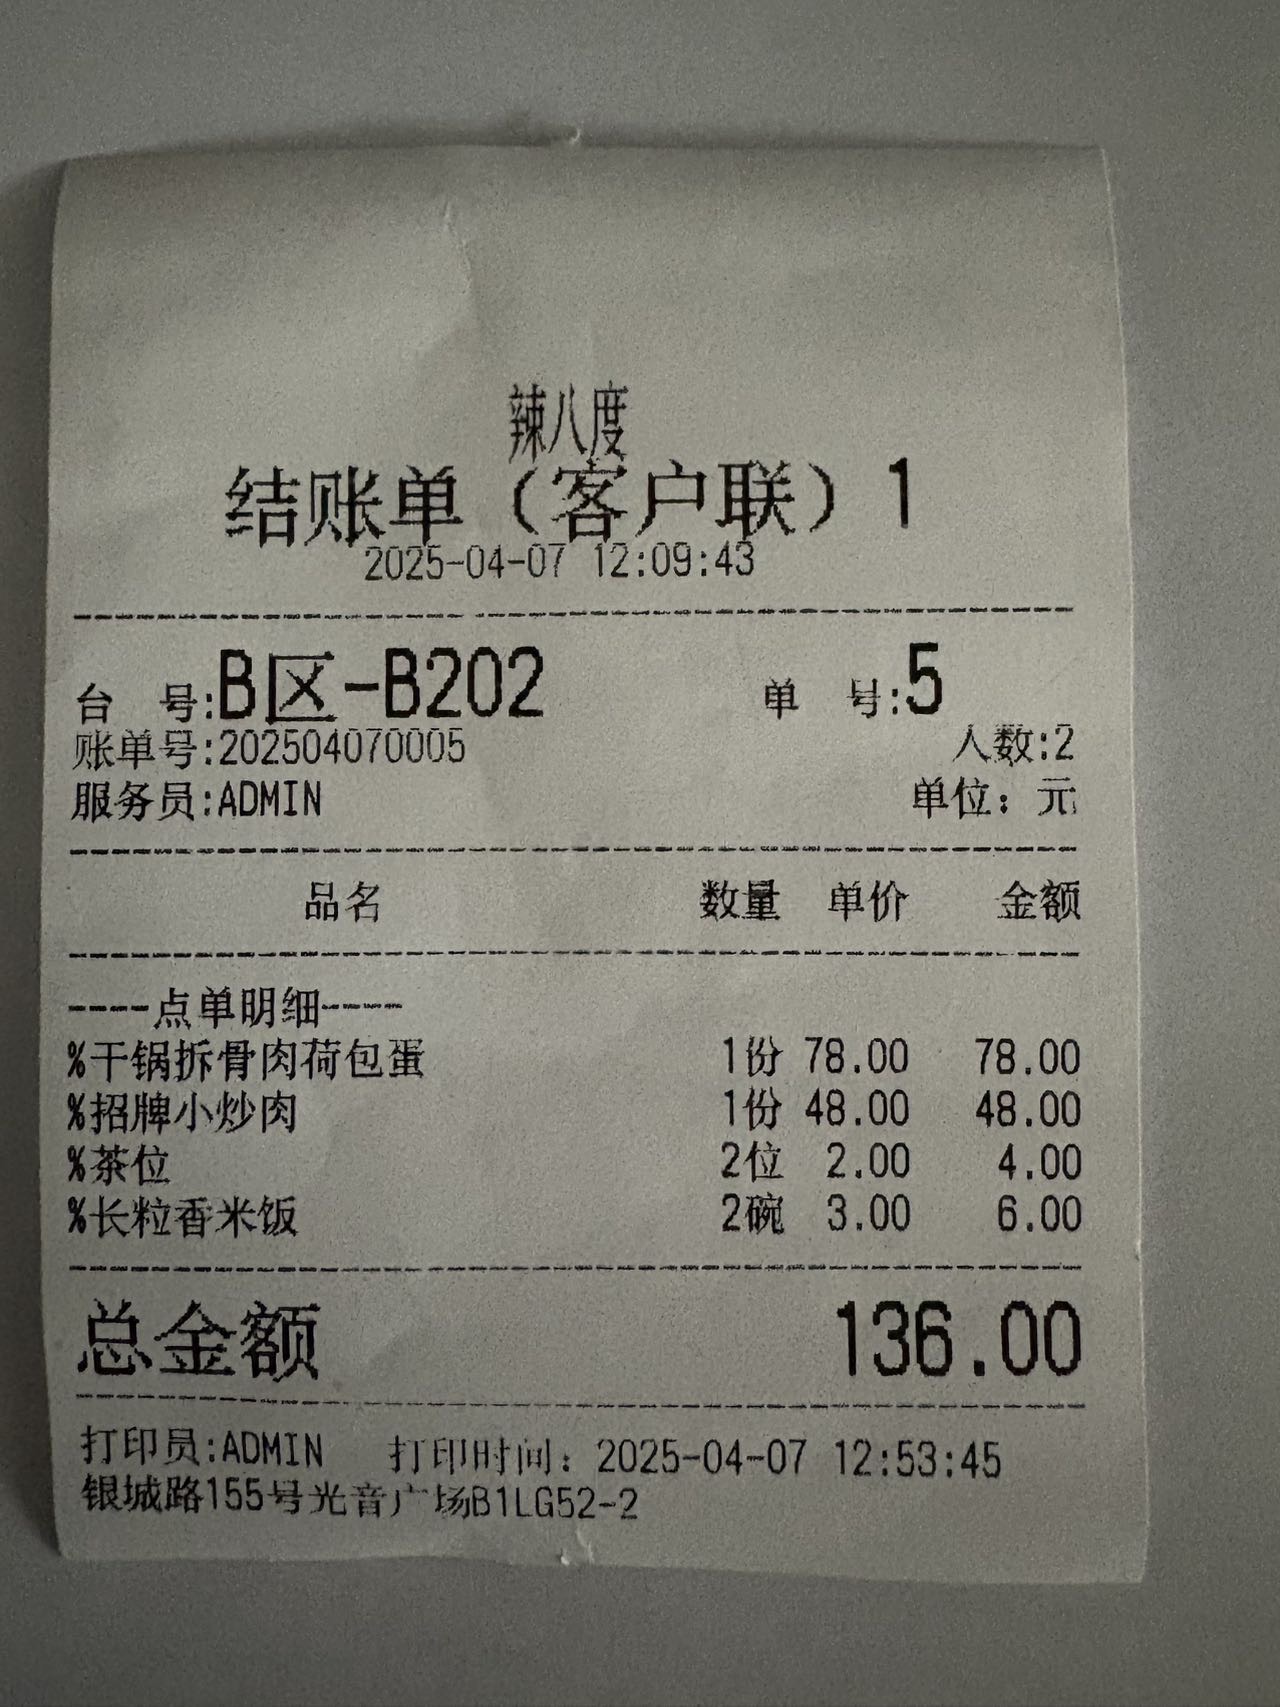 辣八度
结账单（客户联）1
2025-04-07 12:09:43
台 号:B区-B202 单 号:5
账单号:202504070005 人数:2
服务员:ADMIN 单位：元
品名 数量 单价 金额
----点单明细----
%干锅拆骨肉荷包蛋 1份 78.00 78.00
%招牌小炒肉 1份 48.00 48.00
%茶位 2位 2.00 4.00
%长粒香米饭 2碗 3.00 6.00
总金额 136.00
打印员:ADMIN 打印时间：2025-04-07 12:53:45
银城路155号光音广场B1LG52-2